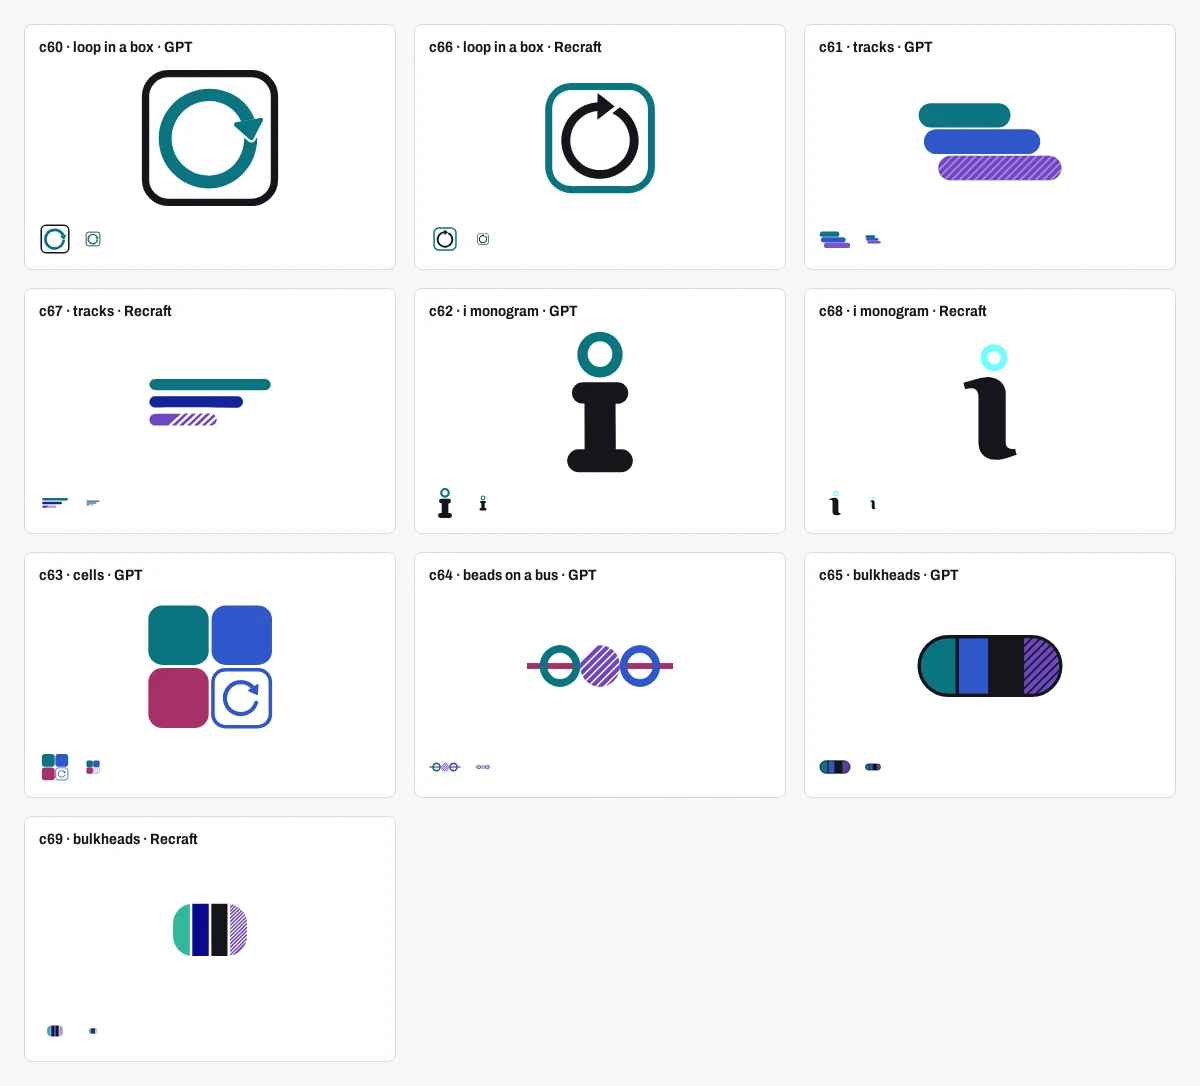 c60 · loop in a box · GPT
c66 · loop in a box · Recraft
c61 · tracks · GPT
c67 · tracks · Recraft
c62 · i monogram · GPT
c68 · i monogram · Recraft
c63 · cells · GPT
c64 · beads on a bus · GPT
c65 · bulkheads · GPT
c69 · bulkheads · Recraft